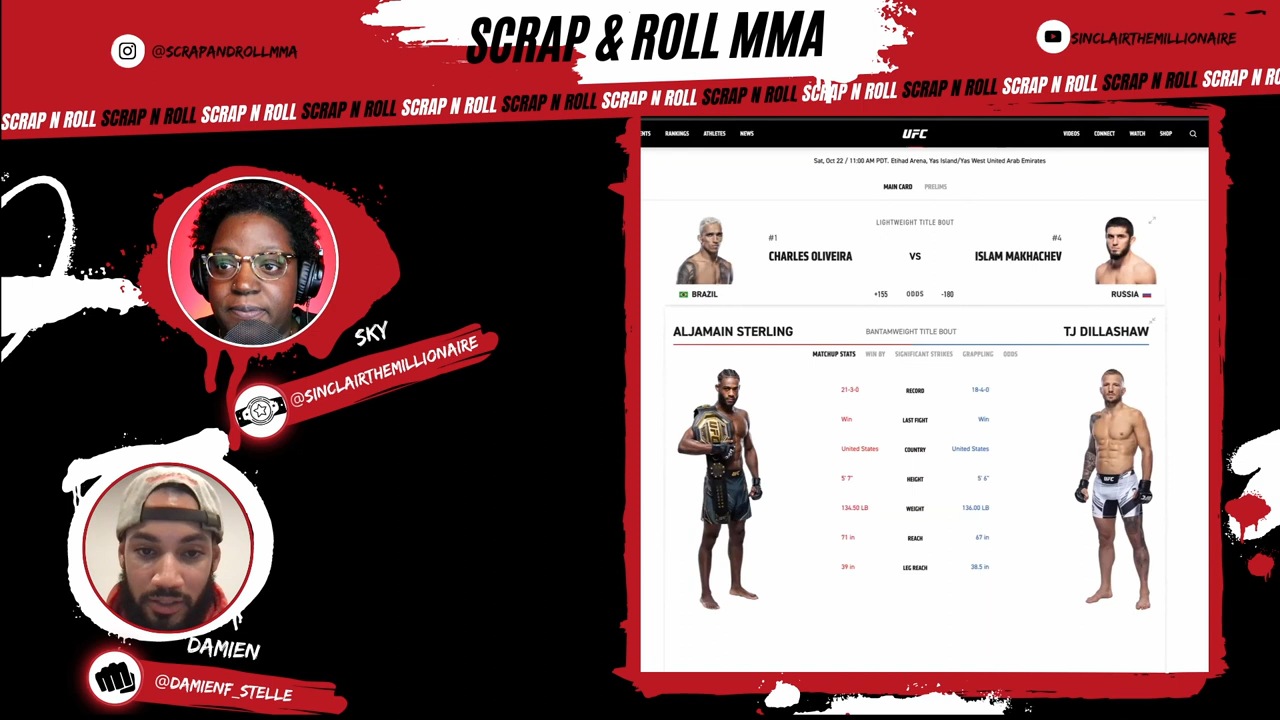 SCRAP & ROLL MMA
@SCRAPANDROLLMMA
SINCLAIRTHEMILLIONAIRE
SCRAP N ROLL SCRAP N ROLL SCRAP N ROLL SCRAP N ROLL SCRAP N ROLL SCRAP N ROLL SCRAP N ROLL SCRAP N ROLL SCRAP N ROLL SCRAP N ROLL SCRAP N ROLL SCRAP N ROLL SCRAP N RO
SKY
@SINCLAIRTHEMILLIONAIRE
DAMIEN
@DAMIENF_STELLE
NTS RANKINGS ATHLETES NEWS UFC VIDEOS CONNECT WATCH SHOP
Sat, Oct 22 / 11:00 AM PDT. Etihad Arena, Yas Island/Yas West United Arab Emirates
MAIN CARD PRELIMS
LIGHTWEIGHT TITLE BOUT
#1 #4
CHARLES OLIVEIRA VS ISLAM MAKHACHEV
BRAZIL +155 ODDS -180 RUSSIA
ALJAMAIN STERLING BANTAMWEIGHT TITLE BOUT TJ DILLASHAW
MATCHUP STATS WIN BY SIGNIFICANT STRIKES GRAPPLING ODDS
21-3-0 RECORD 18-4-0
Win LAST FIGHT Win
United States COUNTRY United States
5' 7" HEIGHT 5' 6"
134.50 LB WEIGHT 136.00 LB
71 in REACH 67 in
39 in LEG REACH 38.5 in
UFC